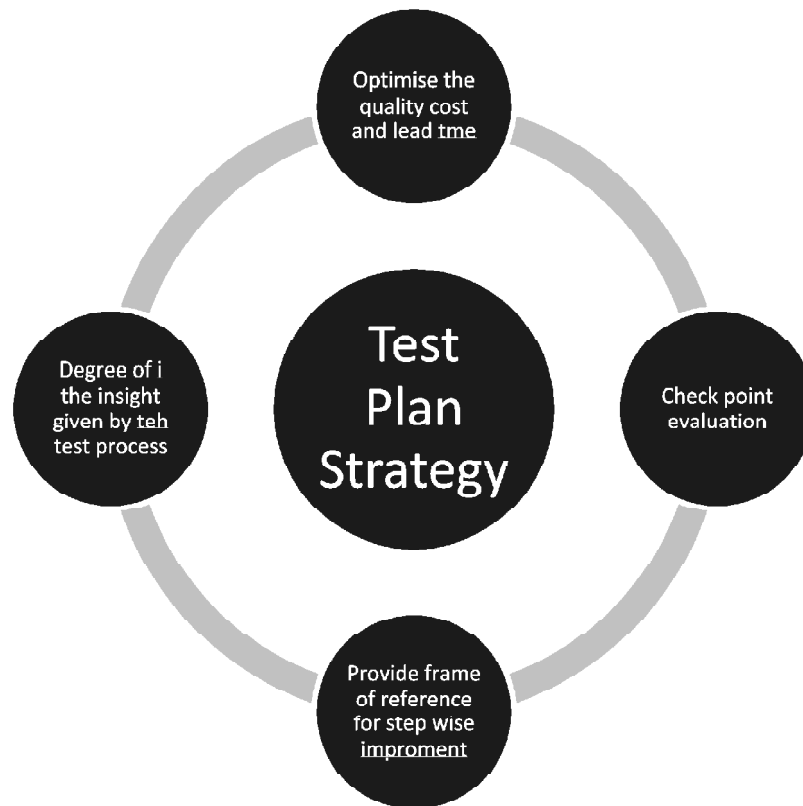 Optimise the
quality cost
and lead tme
Degree of i
the insight
given by teh
test process
Test
Plan
Strategy
Check point
evaluation
Provide frame
of reference
for step wise
improment